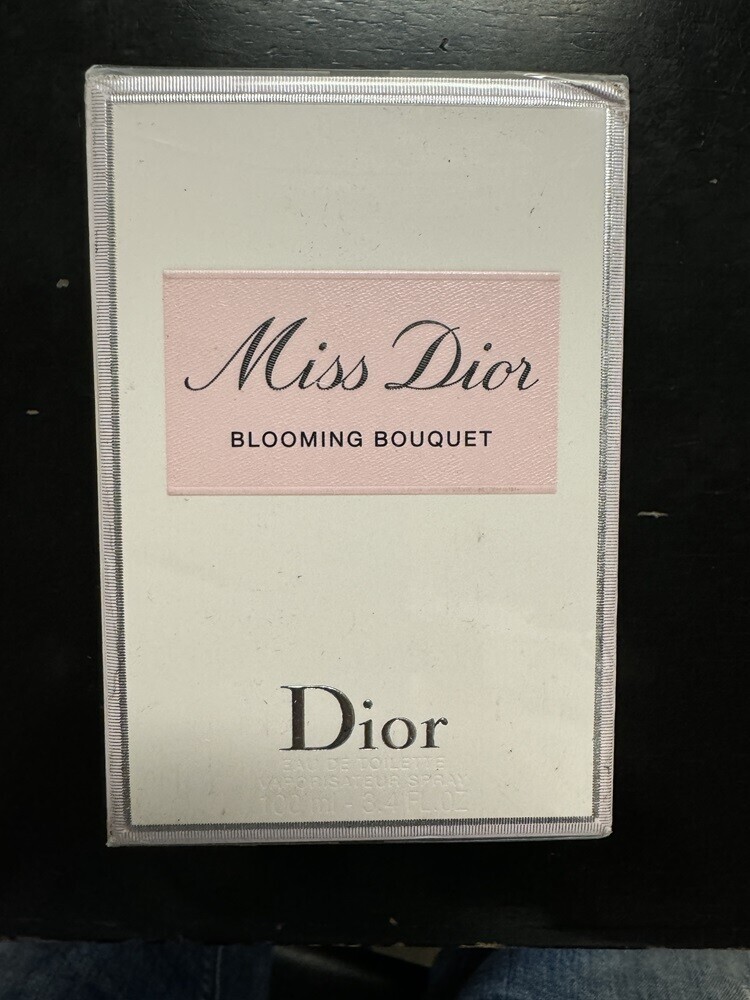 Miss Dior
BLOOMING BOUQUET
Dior
EAU DE TOILETTE
VAPORISATEUR SPRAY
100 ml - 3.4 FL.OZ